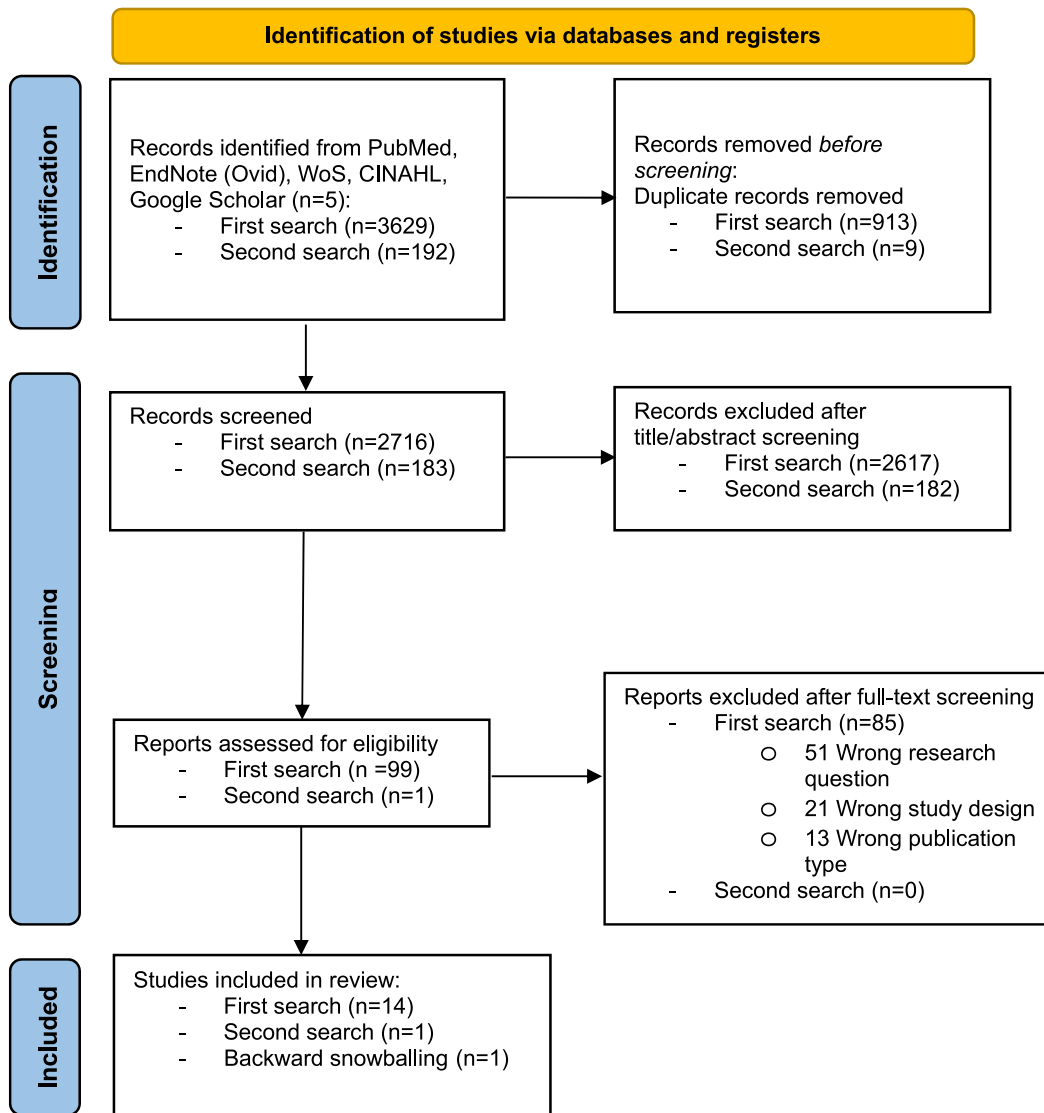 Identification of studies via databases and registers
Identification
Records identified from PubMed,
EndNote (Ovid), WoS, CINAHL,
Google Scholar (n=5):
- First search (n=3629)
- Second search (n=192)
Records removed before
screening:
Duplicate records removed
- First search (n=913)
- Second search (n=9)
Screening
Records screened
- First search (n=2716)
- Second search (n=183)
Records excluded after
title/abstract screening
- First search (n=2617)
- Second search (n=182)
Reports assessed for eligibility
- First search (n =99)
- Second search (n=1)
Reports excluded after full-text screening
- First search (n=85)
o 51 Wrong research
question
o 21 Wrong study design
o 13 Wrong publication
type
- Second search (n=0)
Included
Studies included in review:
- First search (n=14)
- Second search (n=1)
- Backward snowballing (n=1)